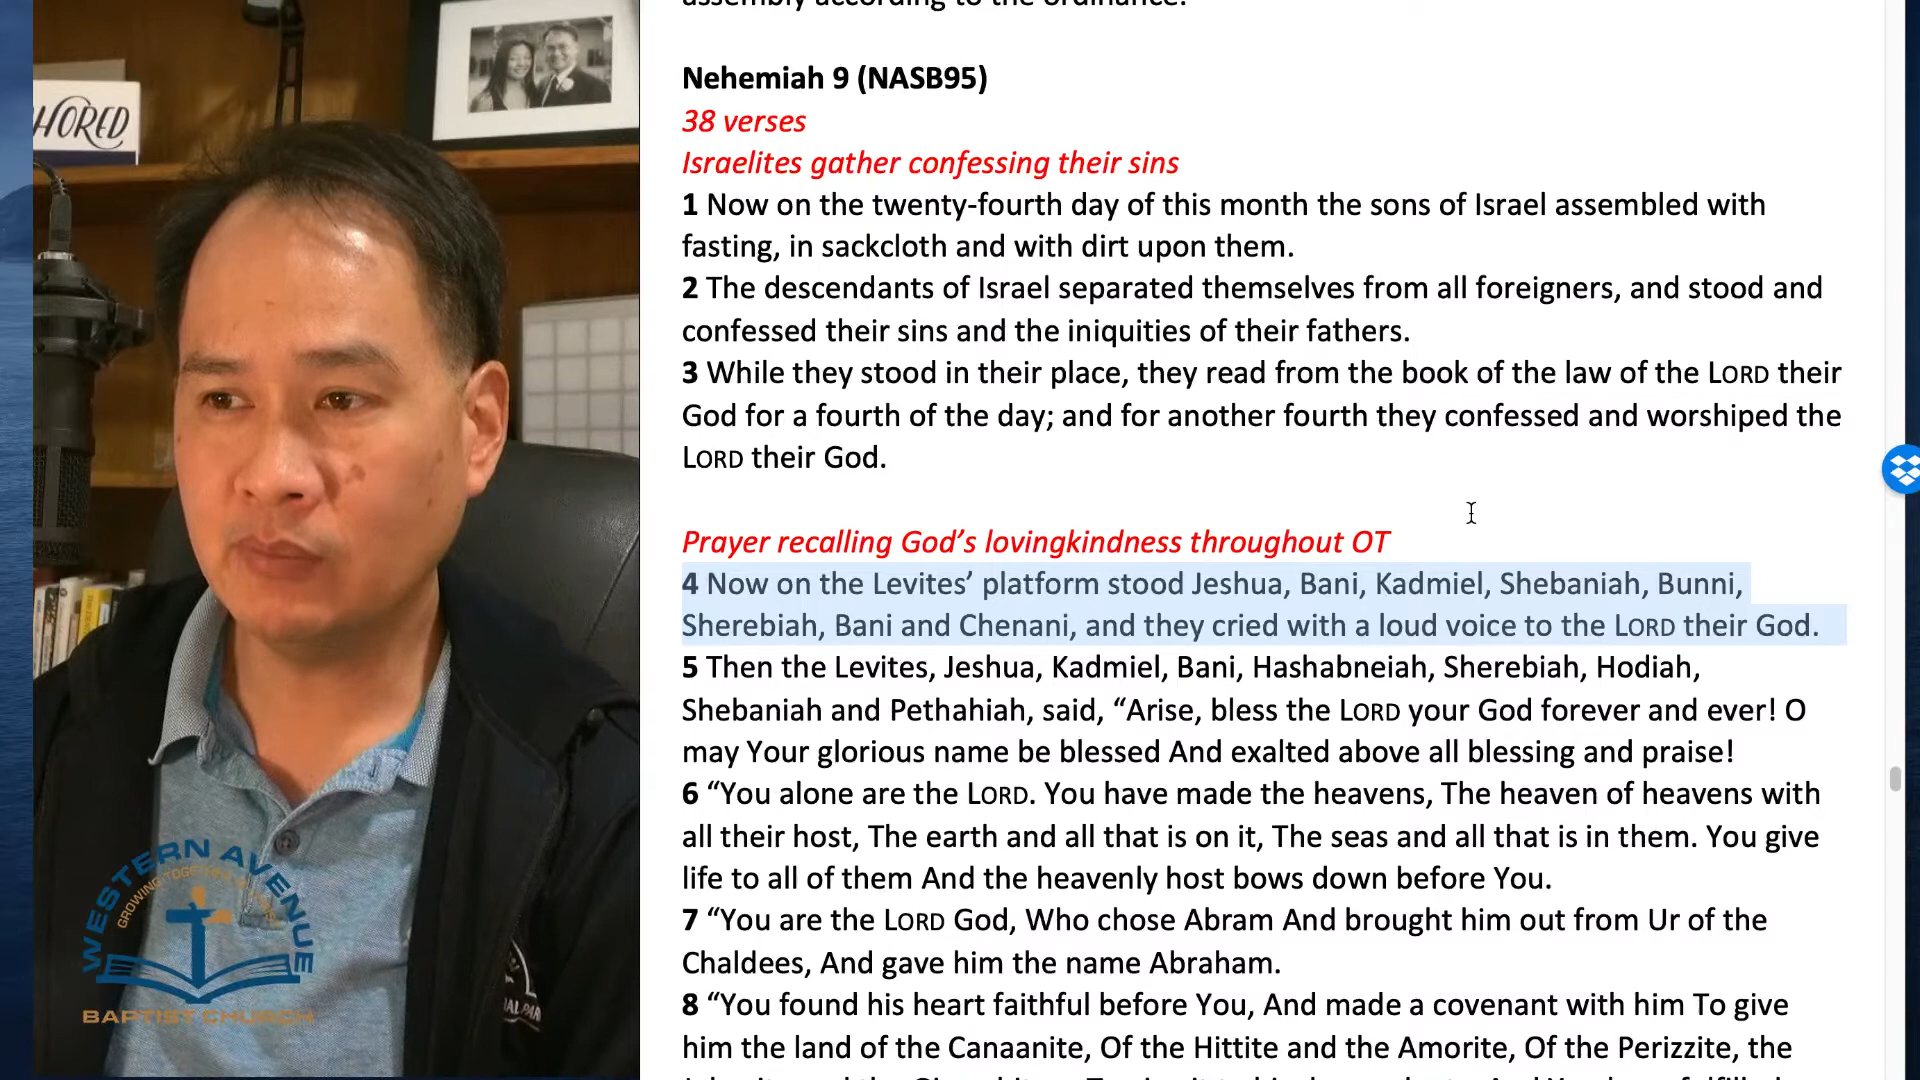 assembly according to the ordinance.
Nehemiah 9 (NASB95)
38 verses
Israelites gather confessing their sins
1 Now on the twenty-fourth day of this month the sons of Israel assembled with
fasting, in sackcloth and with dirt upon them.
2 The descendants of Israel separated themselves from all foreigners, and stood and
confessed their sins and the iniquities of their fathers.
3 While they stood in their place, they read from the book of the law of the LORD their
God for a fourth of the day; and for another fourth they confessed and worshiped the
LORD their God.
Prayer recalling God’s lovingkindness throughout OT
4 Now on the Levites’ platform stood Jeshua, Bani, Kadmiel, Shebaniah, Bunni,
Sherebiah, Bani and Chenani, and they cried with a loud voice to the LORD their God.
5 Then the Levites, Jeshua, Kadmiel, Bani, Hashabneiah, Sherebiah, Hodiah,
Shebaniah and Pethahiah, said, “Arise, bless the LORD your God forever and ever! O
may Your glorious name be blessed And exalted above all blessing and praise!
6 “You alone are the LORD. You have made the heavens, The heaven of heavens with
all their host, The earth and all that is on it, The seas and all that is in them. You give
life to all of them And the heavenly host bows down before You.
7 “You are the LORD God, Who chose Abram And brought him out from Ur of the
Chaldees, And gave him the name Abraham.
8 “You found his heart faithful before You, And made a covenant with him To give
him the land of the Canaanite, Of the Hittite and the Amorite, Of the Perizzite, the
HORED
WESTERN AVENUE
GROWING
BAPTIST CHURCH